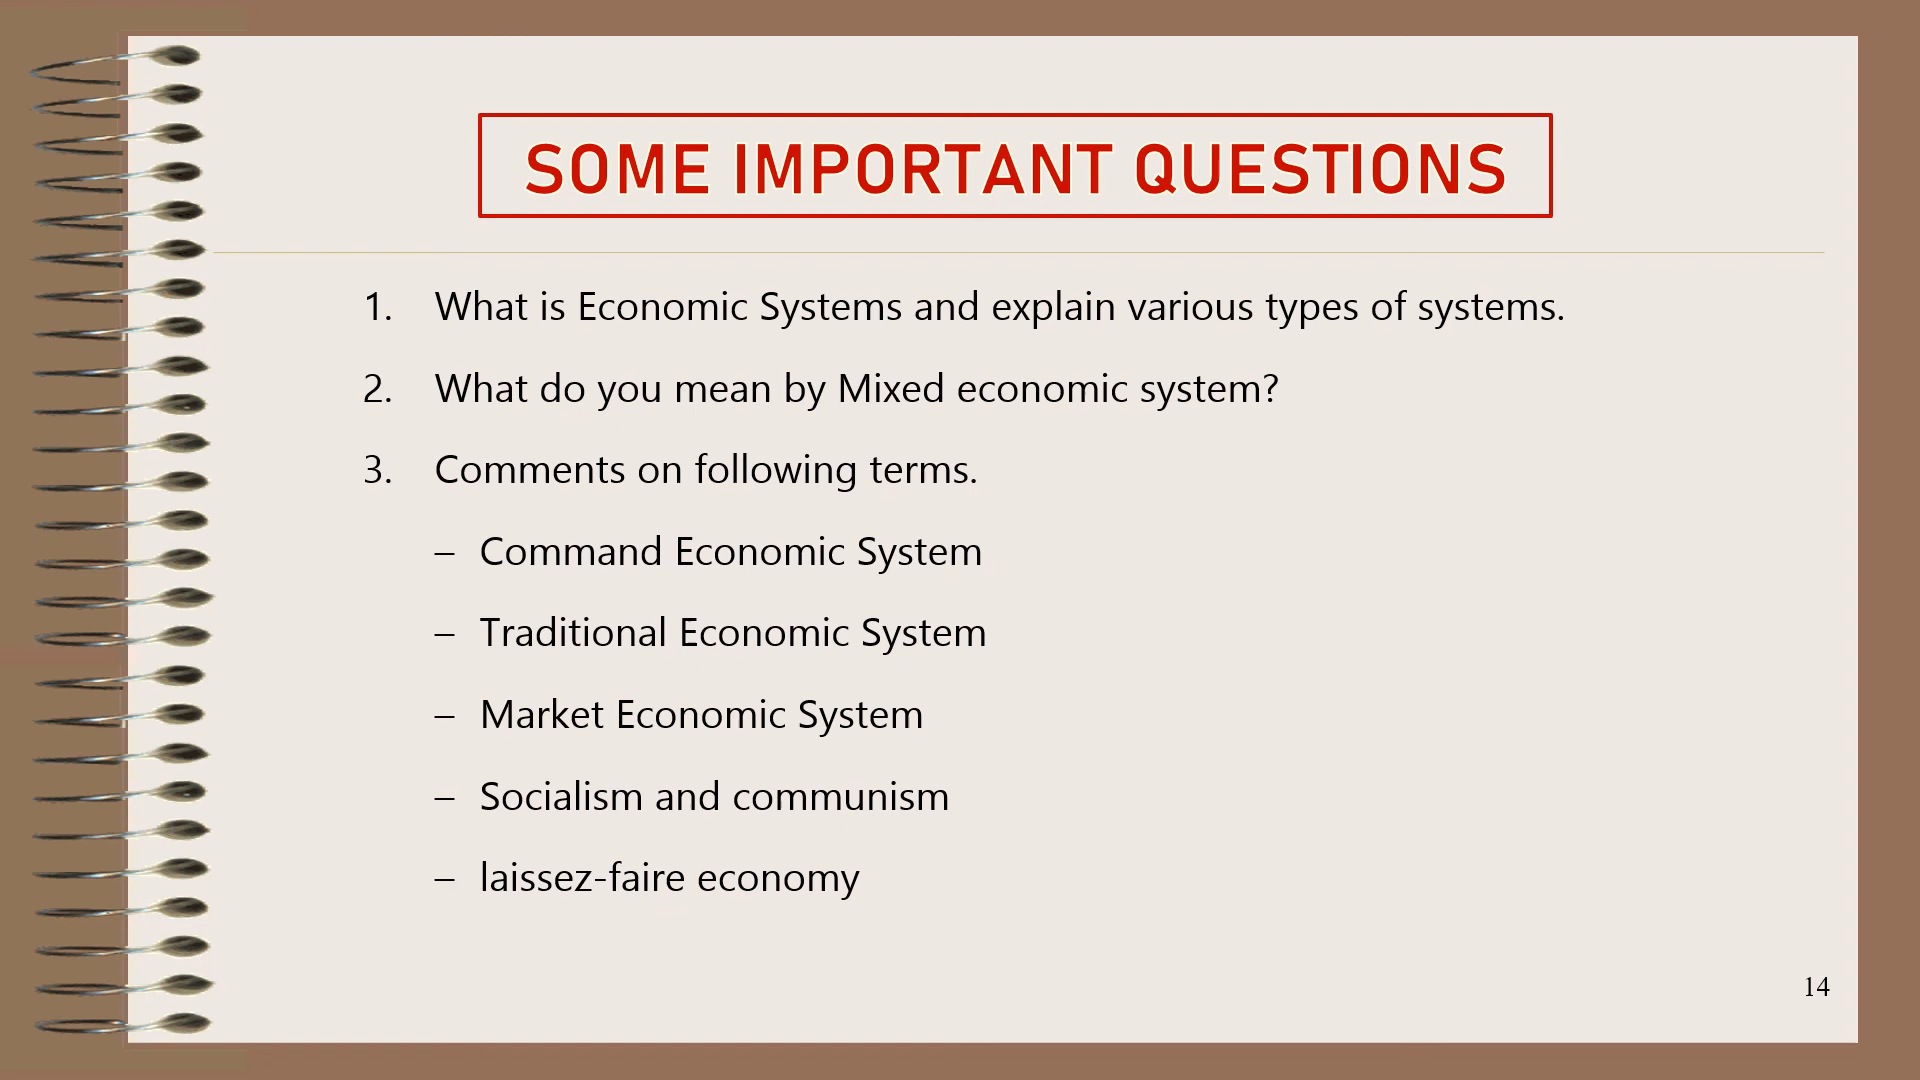 SOME IMPORTANT QUESTIONS
1. What is Economic Systems and explain various types of systems.
2. What do you mean by Mixed economic system?
3. Comments on following terms.
– Command Economic System
– Traditional Economic System
– Market Economic System
– Socialism and communism
– laissez-faire economy
14